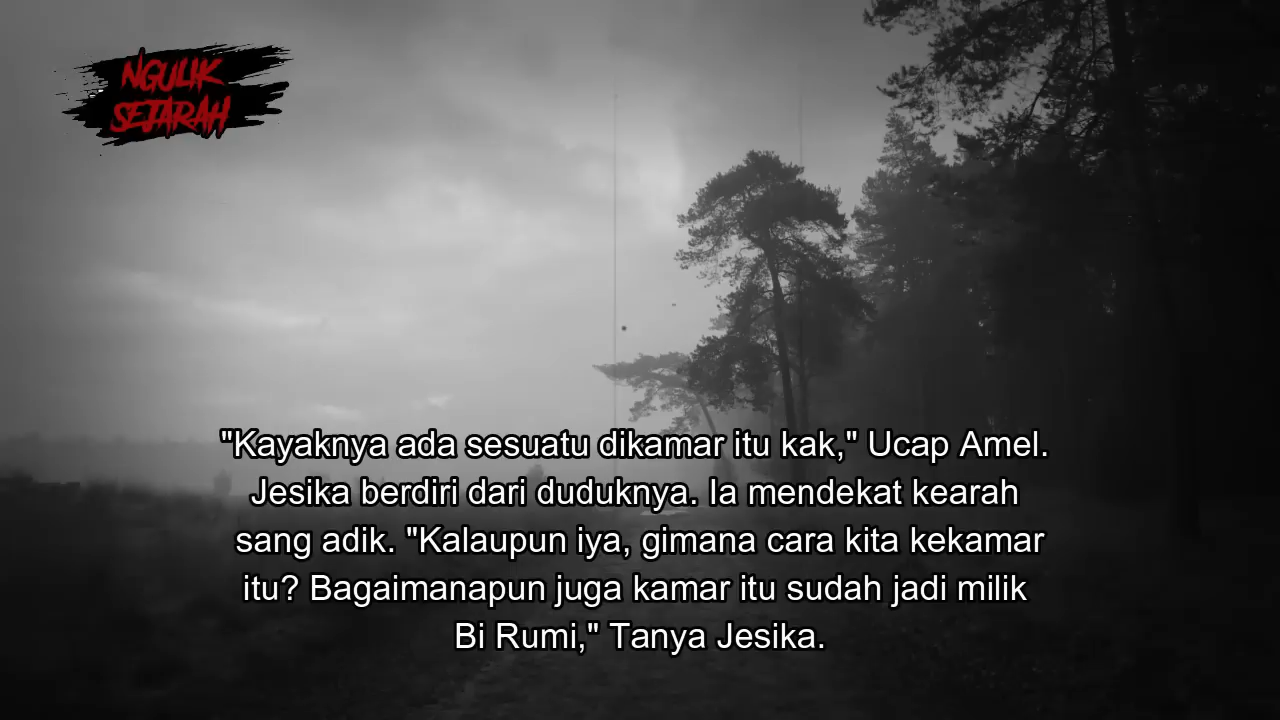 NGULIK
SEJARAH
"Kayaknya ada sesuatu dikamar itu kak," Ucap Amel.
Jesika berdiri dari duduknya. Ia mendekat kearah
sang adik. "Kalaupun iya, gimana cara kita kekamar
itu? Bagaimanapun juga kamar itu sudah jadi milik
Bi Rumi," Tanya Jesika.